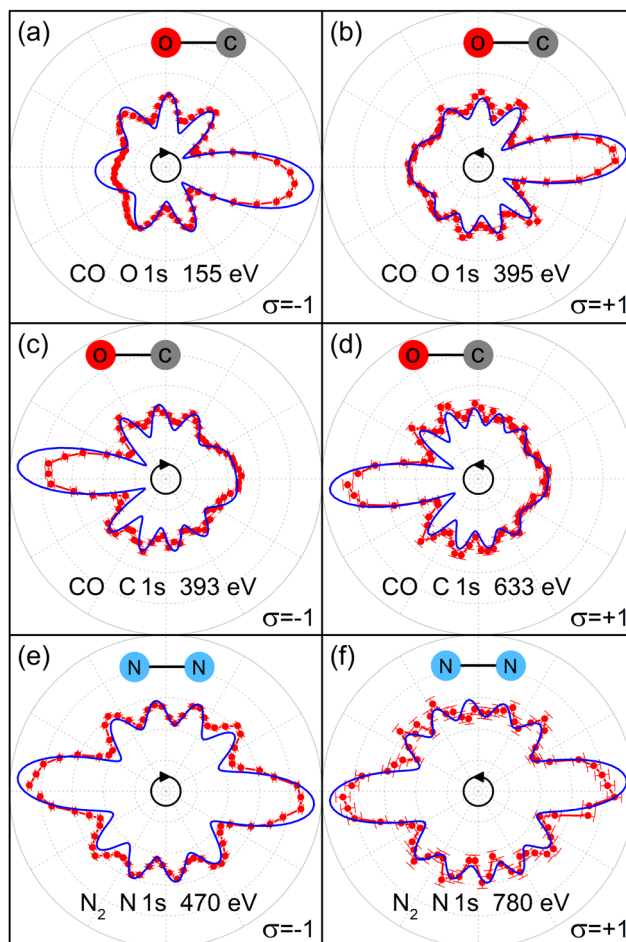 (a)
O C
CO O 1s 155 eV
σ=-1
(b)
O C
CO O 1s 395 eV
σ=+1
(c)
O C
CO C 1s 393 eV
σ=-1
(d)
O C
CO C 1s 633 eV
σ=+1
(e)
N N
N₂ N 1s 470 eV
σ=-1
(f)
N N
N₂ N 1s 780 eV
σ=+1